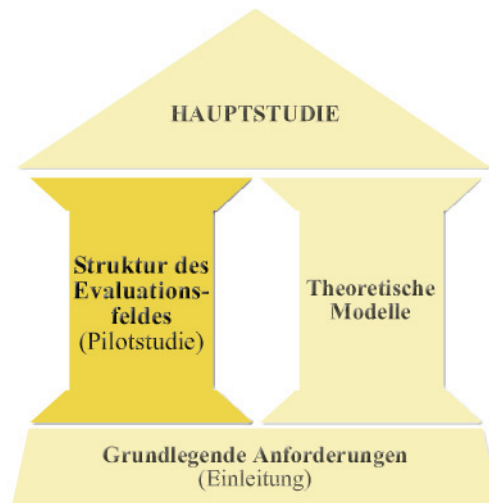 HAUPTSTUDIE
Struktur des
Evaluations-
feldes
(Pilotstudie)
Theoretische
Modelle
Grundlegende Anforderungen
(Einleitung)